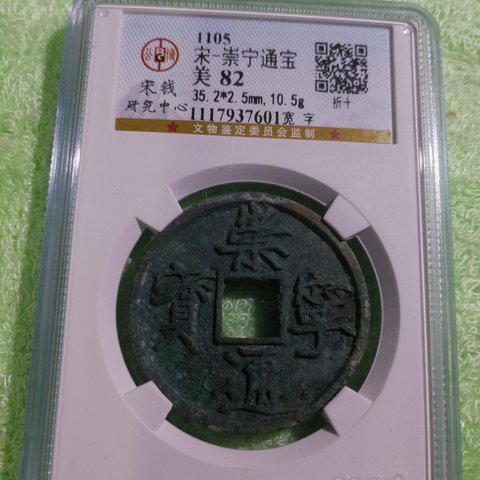 1105
公博
宋-崇宁通宝
美 82
宋钱
35.2*2.5mm,10.5g
折十
研究中心
1117937601宽 字
★ 文物鉴定委员会监制 ★
崇寧通寶